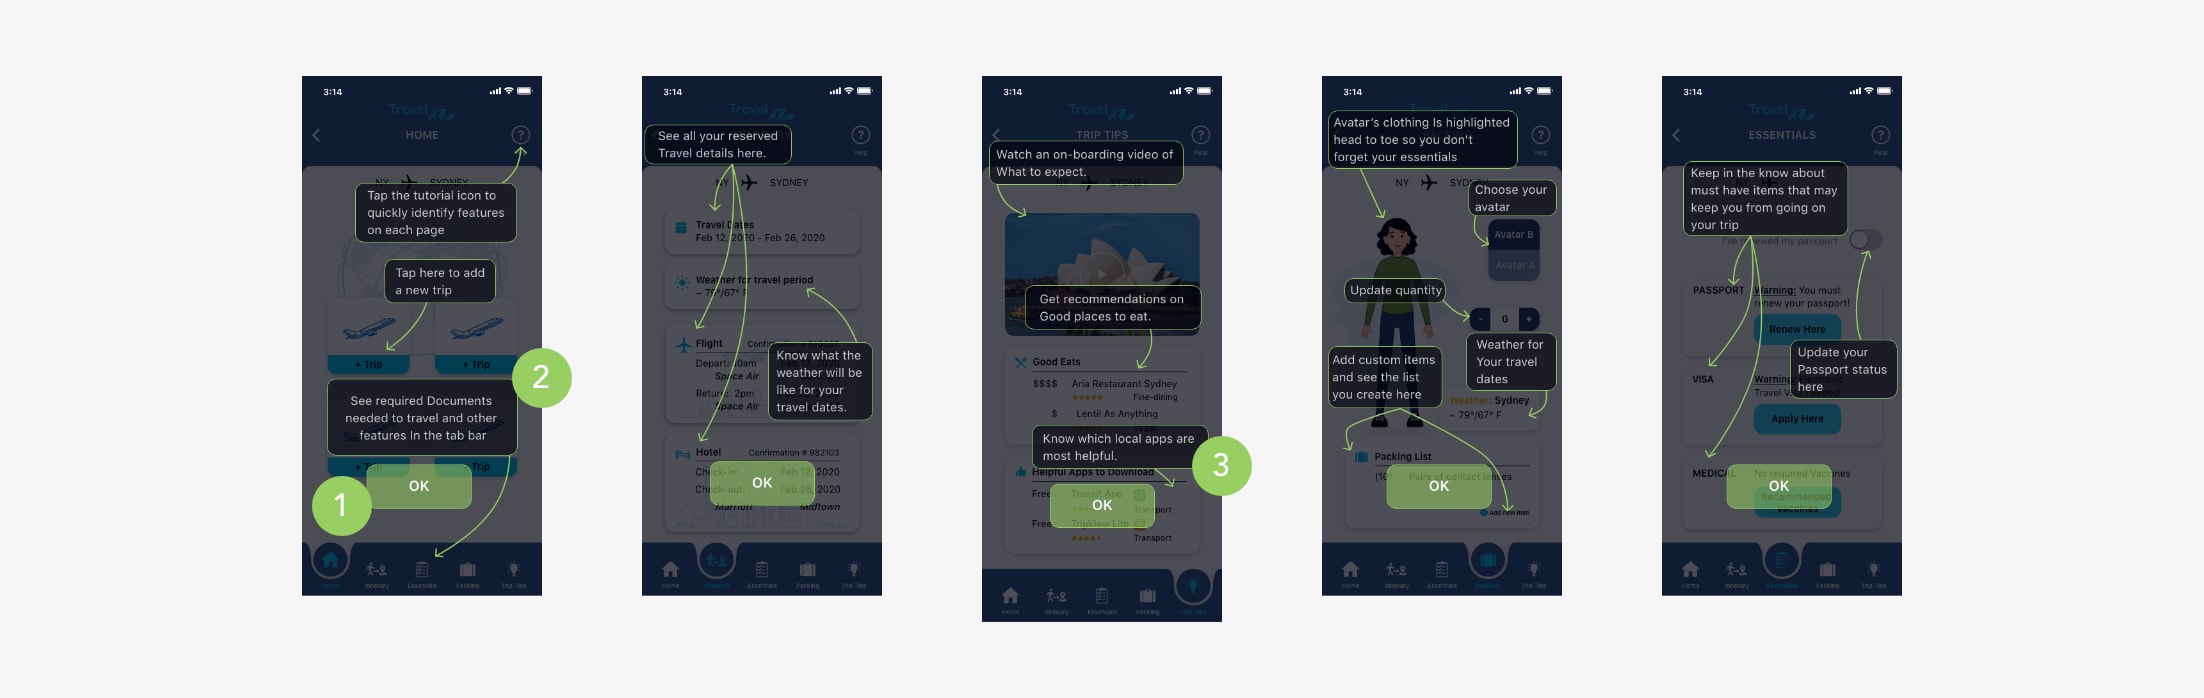 3:14
Travel Flow
HOME
NY SYDNEY
Tap the tutorial icon to
quickly identify features
on each page
Tap here to add
a new trip
+ Trip
+ Trip
2
See required Documents
needed to travel and other
features In the tab bar
+ Trip
+ Trip
OK
1
Home
Itinerary
Essentials
Packing
Trip Tips
3:14
Travel Flow
Help
See all your reserved
Travel details here.
NY SYDNEY
Travel Dates
Feb 12, 2020 - Feb 26, 2020
Weather for travel period
~ 79°/67° F
Know what the
weather will be
like for your
travel dates.
Flight
Depart: 10am
Space Air
Return: 2pm
Space Air
Hotel
Confirmation # 982103
Check-in:
Feb 12, 2020
Check-out:
Feb 26, 2020
OK
Marriott
Midtown
Home
Itinerary
Essentials
Packing
Trip Tips
3:14
Travel Flow
TRIP TIPS
Help
Watch an on-boarding video of
What to expect.
Get recommendations on
Good places to eat.
Good Eats
$$$$ Aria Restaurant Sydney
Fine-dining
$ Lentil As Anything
Know which local apps are
most helpful.
3
Helpful Apps to Download
Free Transit App
Transport
OK
Free TripView Lite
Transport
Home
Itinerary
Essentials
Packing
Trip Tips
3:14
Travel
Help
Avatar's clothing Is highlighted
head to toe so you don't
forget your essentials
NY SYDNEY
Choose your
avatar
Avatar B
Avatar A
Update quantity
- 0 +
Weather for
Your travel
dates
Add custom items
and see the list
you create here
Weather: Sydney
~ 79°/67° F
Packing List
(10) Pairs of contact lenses
OK
Add new item
Home
Itinerary
Essentials
Packing
Trip Tips
3:14
Travel Flow
ESSENTIALS
Help
Keep in the know about
must have items that may
keep you from going on
your trip
I've renewed my passport
PASSPORT
Warning: You must
renew your passport!
Renew Here
Update your
Passport status
here
VISA
Warning: Electronic
Travel Visa needed
Apply Here
MEDICAL
No required Vaccines
OK
Recommended
Vaccines
Home
Itinerary
Essentials
Packing
Trip Tips